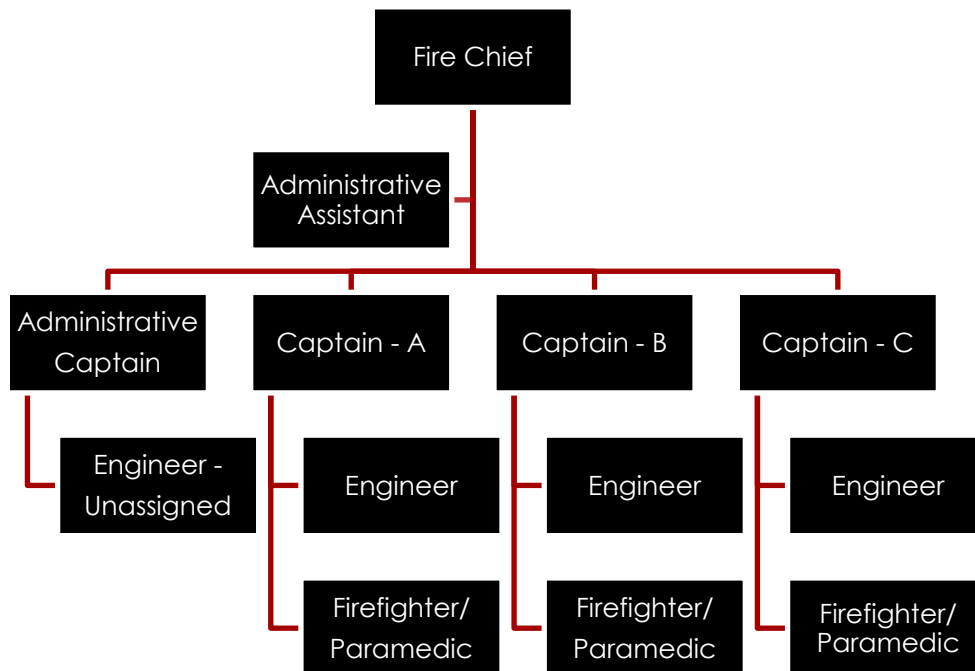 Fire Chief
Administrative
Assistant
Administrative
Captain
Captain - A
Captain - B
Captain - C
Engineer -
Unassigned
Engineer
Engineer
Engineer
Firefighter/
Paramedic
Firefighter/
Paramedic
Firefighter/
Paramedic